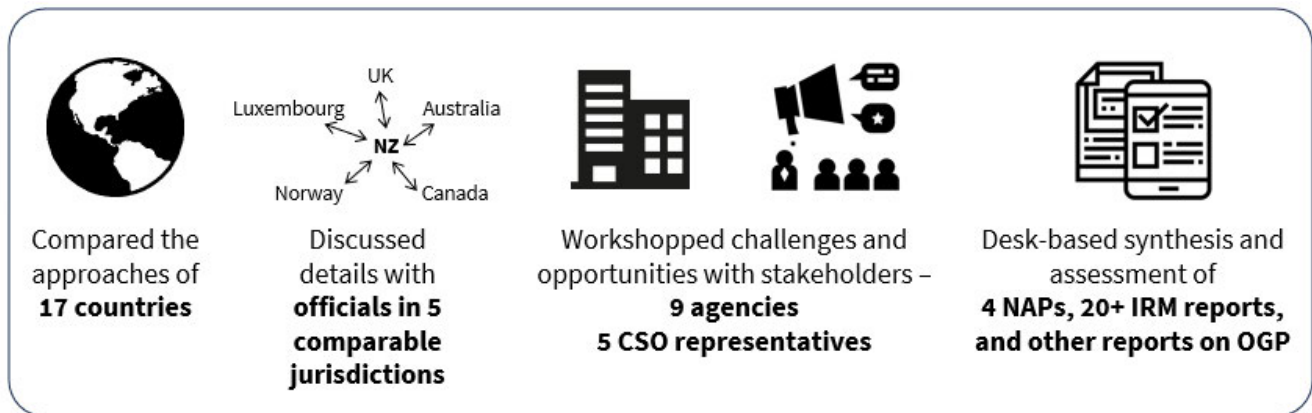 UK
Luxembourg
Australia
NZ
Norway
Canada
Compared the
approaches of
17 countries
Discussed
details with
officials in 5
comparable
jurisdictions
Workshopped challenges and
opportunities with stakeholders –
9 agencies
5 CSO representatives
Desk-based synthesis and
assessment of
4 NAPs, 20+ IRM reports,
and other reports on OGP